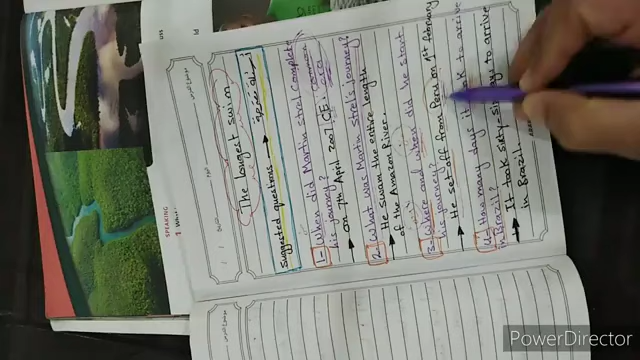 The longest swim
Suggested questions →
1- When did Martin Strel complete
his journey?
→ on 7th April 2007 CE.
2- What was Martin Strel's journey?
→ He swam the entire length
of the Amazon River.
3- Where and when did he start
his journey?
→ He set off from Peru on 1st february
4- How many days it took to arrive
in Brazil?
→ It took sixty-six days to arrive
in Brazil
SPEAKING
PowerDirector